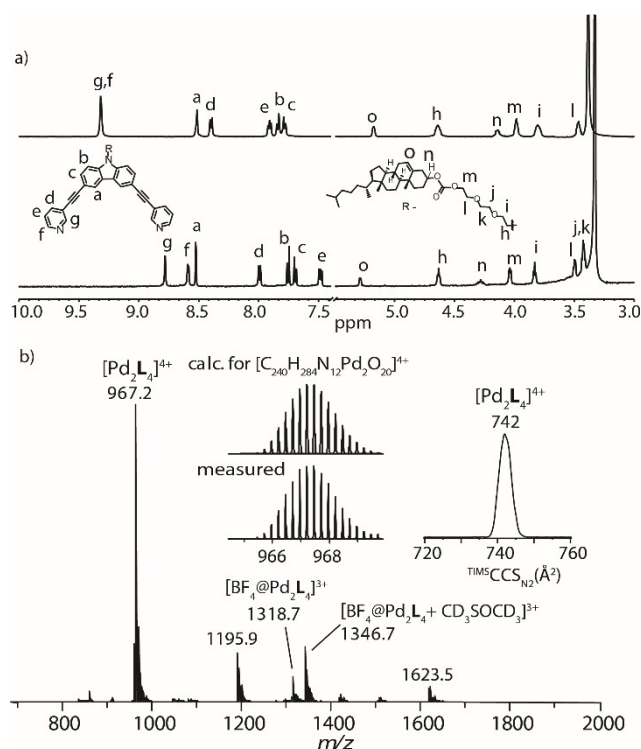 a)
g,f
a
d
e
b
c
o
h
n
m
i
l
R
b
N
c
a
d
e
g
f
N
N
o
n
H
H
H
H
H
R -
O
O
O
m
l
O
j
k
O
i
h
g
f
a
d
b
c
e
o
h
n
m
i
l
j,k
10.0 9.5 9.0 8.5 8.0 7.5 5.0 4.5 4.0 3.5 3.0
ppm
b)
[Pd2L4]4+
967.2
calc. for [C240H284N12Pd2O20]4+
measured
966 968
[Pd2L4]4+
742
720 740 760
TIMSCCSN2(Å2)
[BF4@Pd2L4]3+
1318.7
[BF4@Pd2L4+ CD3SOCD3]3+
1346.7
1195.9
1623.5
800 1000 1200 1400 1600 1800 2000
m/z